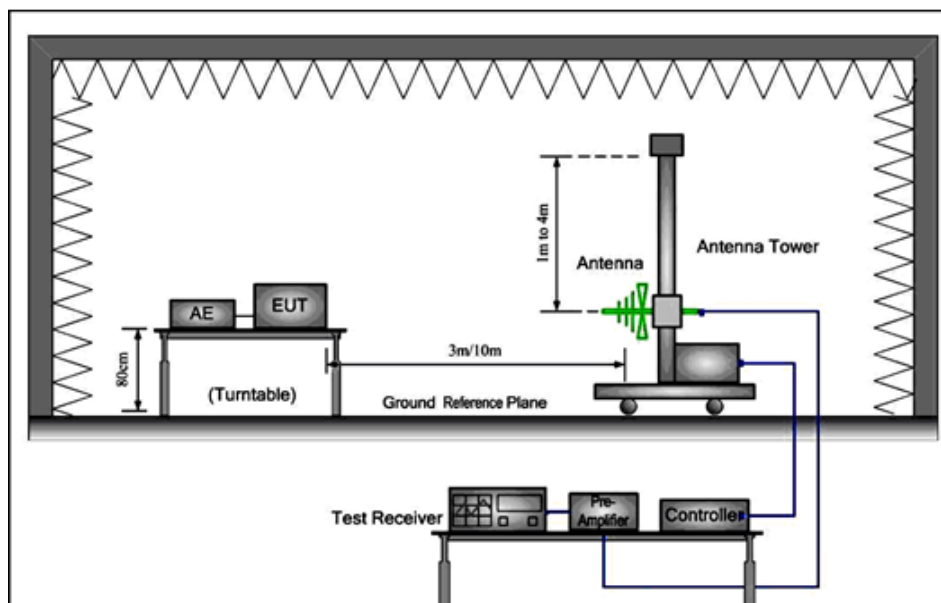 1m to 4m
Antenna
Antenna Tower
AE
EUT
80cm
3m/10m
(Turntable)
Ground Reference Plane
Test Receiver
Pre-
Amplifier
Controller